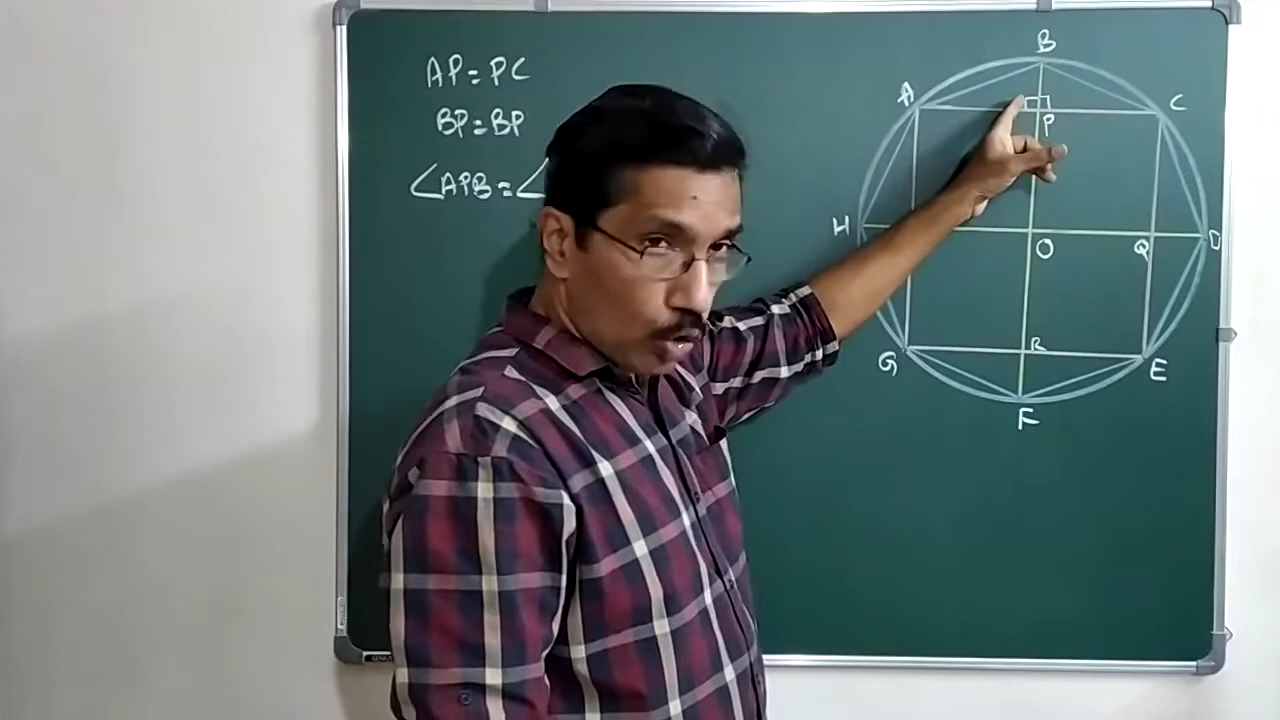 AP = PC
BP = BP
∠APB = ∠
B
A
C
P
H
O
Q
D
R
G
E
F